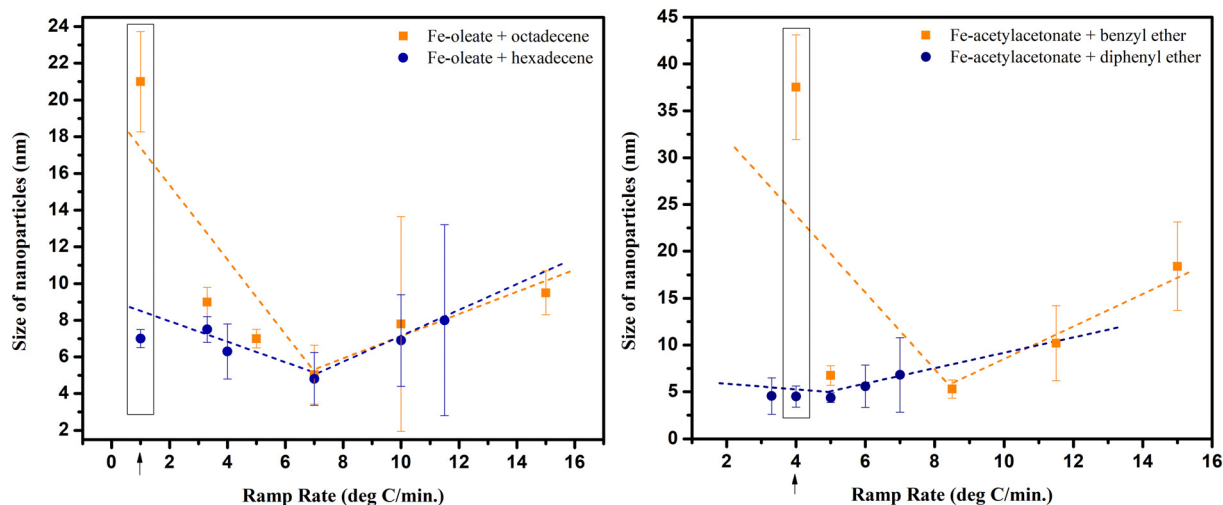 Fe-oleate + octadecene
Fe-oleate + hexadecene
24
22
20
18
16
14
12
10
8
6
4
2
Size of nanoparticles (nm)
0 2 4 6 8 10 12 14 16
Ramp Rate (deg C/min.)
Fe-acetylacetonate + benzyl ether
Fe-acetylacetonate + diphenyl ether
45
40
35
30
25
20
15
10
5
0
Size of nanoparticles (nm)
2 4 6 8 10 12 14 16
Ramp Rate (deg C/min.)